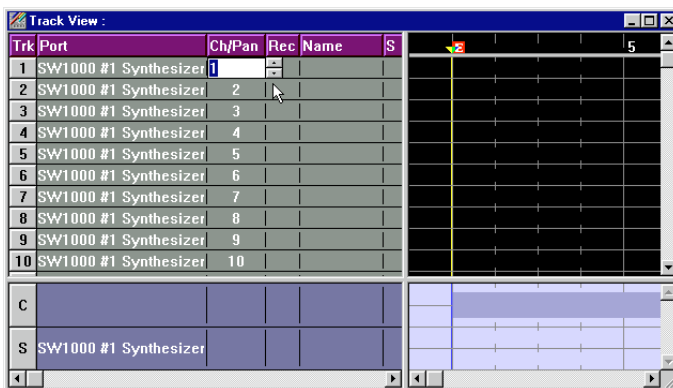 Track View :
Trk Port Ch/Pan Rec Name S
5
1 SW1000 #1 Synthesizer 1
2 SW1000 #1 Synthesizer 2
3 SW1000 #1 Synthesizer 3
4 SW1000 #1 Synthesizer 4
5 SW1000 #1 Synthesizer 5
6 SW1000 #1 Synthesizer 6
7 SW1000 #1 Synthesizer 7
8 SW1000 #1 Synthesizer 8
9 SW1000 #1 Synthesizer 9
10 SW1000 #1 Synthesizer 10
C
S SW1000 #1 Synthesizer